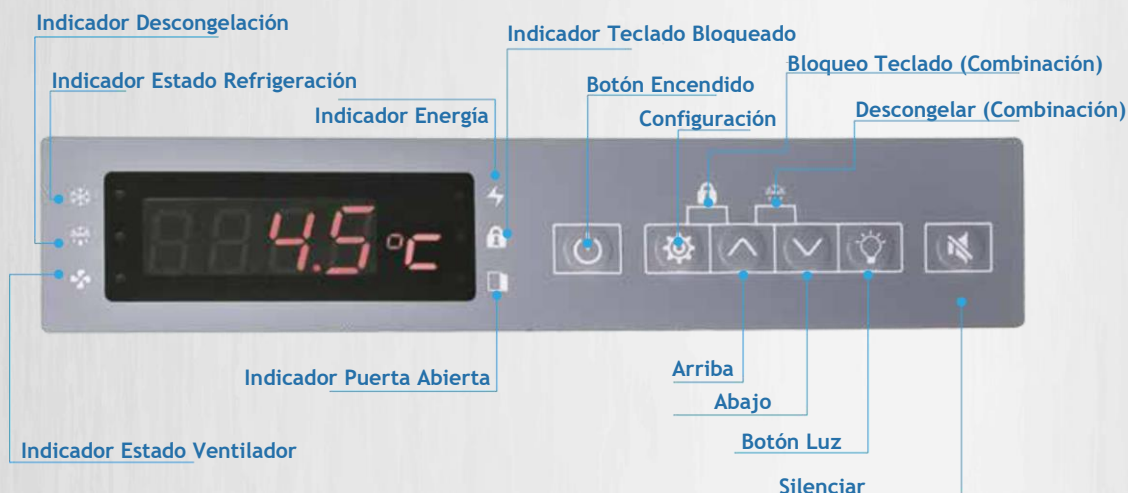 Indicador Descongelación
Indicador Teclado Bloqueado
Bloqueo Teclado (Combinación)
Indicador Estado Refrigeración
Botón Encendido
Indicador Energía
Configuración
Descongelar (Combinación)
4.5 °C
Indicador Puerta Abierta
Arriba
Abajo
Botón Luz
Indicador Estado Ventilador
Silenciar